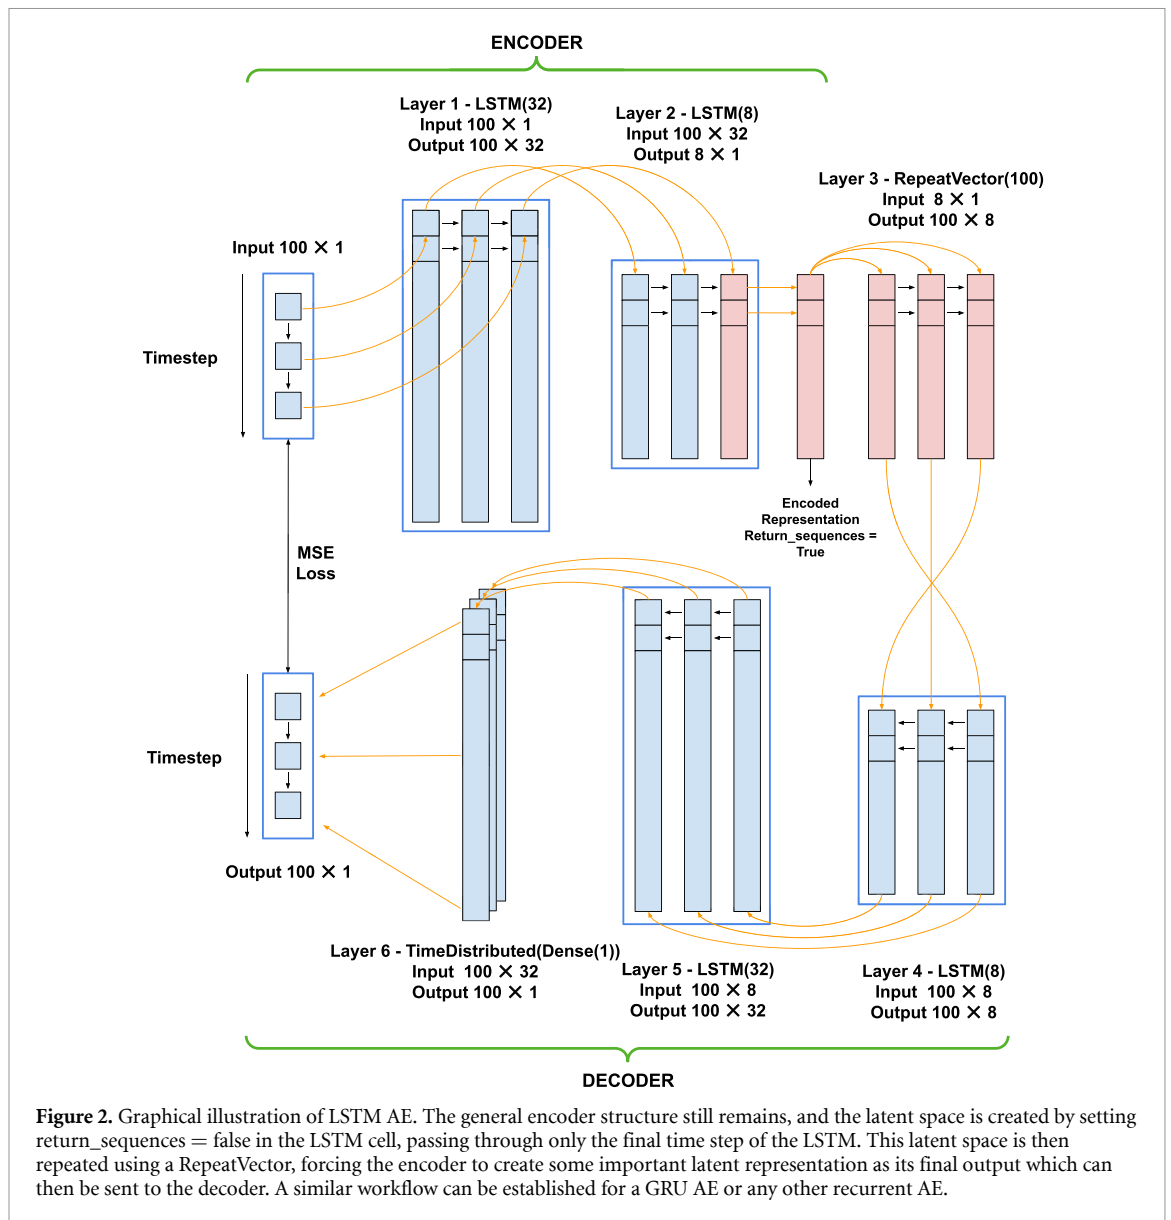 ENCODER
Layer 1 - LSTM(32)
Input 100 ✕ 1
Output 100 ✕ 32
Layer 2 - LSTM(8)
Input 100 ✕ 32
Output 8 ✕ 1
Layer 3 - RepeatVector(100)
Input 8 ✕ 1
Output 100 ✕ 8
Input 100 ✕ 1
Timestep
Encoded
Representation
Return_sequences =
True
MSE
Loss
Timestep
Output 100 ✕ 1
Layer 6 - TimeDistributed(Dense(1))
Input 100 ✕ 32
Output 100 ✕ 1
Layer 5 - LSTM(32)
Input 100 ✕ 8
Output 100 ✕ 32
Layer 4 - LSTM(8)
Input 100 ✕ 8
Output 100 ✕ 8
DECODER
Figure 2. Graphical illustration of LSTM AE. The general encoder structure still remains, and the latent space is created by setting
return_sequences = false in the LSTM cell, passing through only the final time step of the LSTM. This latent space is then
repeated using a RepeatVector, forcing the encoder to create some important latent representation as its final output which can
then be sent to the decoder. A similar workflow can be established for a GRU AE or any other recurrent AE.